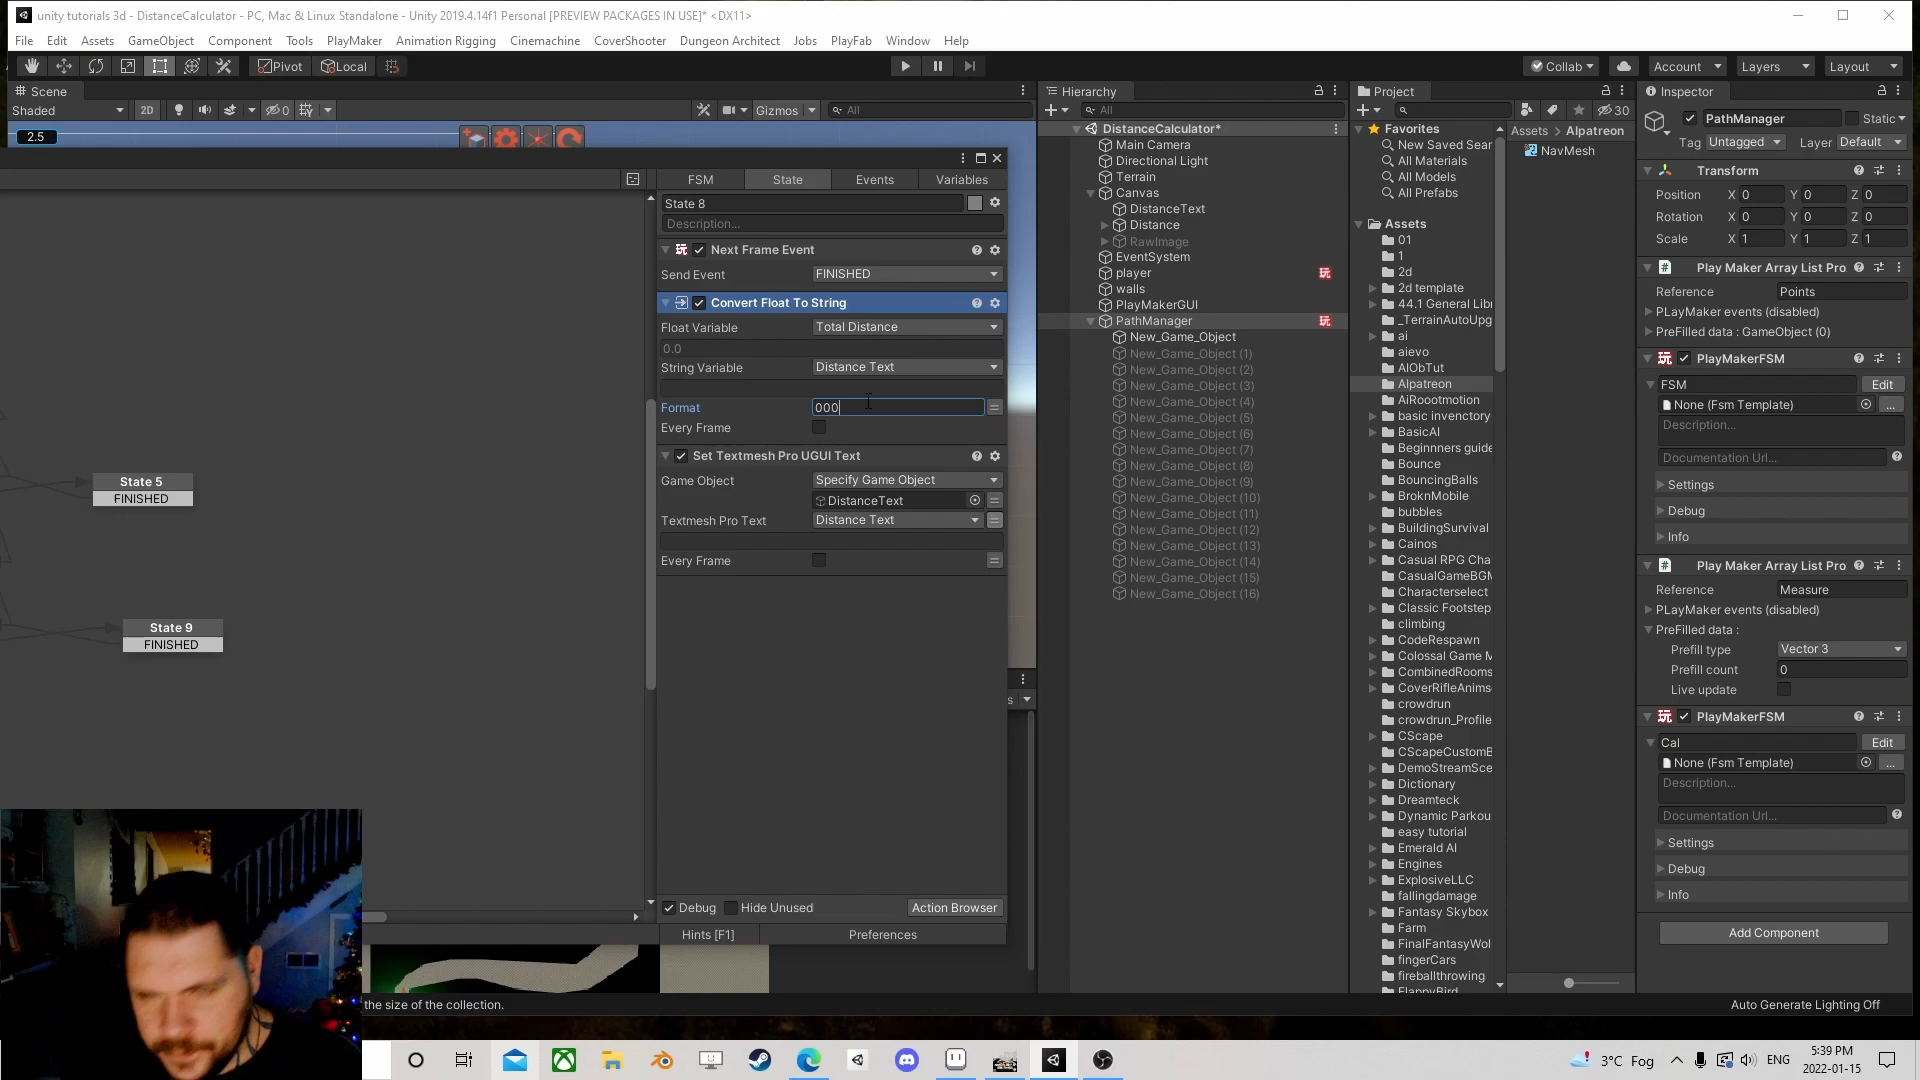 unity tutorials 3d - DistanceCalculator - PC, Mac & Linux Standalone - Unity 2019.4.14f1 Personal [PREVIEW PACKAGES IN USE]* <DX11>
File Edit Assets GameObject Component Tools PlayMaker Animation Rigging Cinemachine CoverShooter Dungeon Architect Jobs PlayFab Window Help
Pivot Local Collab Account Layers Layout
Scene
Shaded 2D 0 Gizmos All
2.5
FSM State Events Variables
State 8
Description...
Next Frame Event
Send Event FINISHED
Convert Float To String
Float Variable Total Distance
0.0
String Variable Distance Text
Format 000
Every Frame
Set Textmesh Pro UGUI Text
Game Object Specify Game Object
DistanceText
Textmesh Pro Text Distance Text
Every Frame
State 5
FINISHED
State 9
FINISHED
Debug Hide Unused Action Browser
Hints [F1] Preferences
the size of the collection.
Hierarchy
All
DistanceCalculator*
Main Camera
Directional Light
Terrain
Canvas
DistanceText
Distance
RawImage
EventSystem
player
walls
PlayMakerGUI
PathManager
New_Game_Object
New_Game_Object (1)
New_Game_Object (2)
New_Game_Object (3)
New_Game_Object (4)
New_Game_Object (5)
New_Game_Object (6)
New_Game_Object (7)
New_Game_Object (8)
New_Game_Object (9)
New_Game_Object (10)
New_Game_Object (11)
New_Game_Object (12)
New_Game_Object (13)
New_Game_Object (14)
New_Game_Object (15)
New_Game_Object (16)
Project
30
Favorites
New Saved Sear
All Materials
All Models
All Prefabs
Assets
01
1
2d
2d template
44.1 General Libr
_TerrainAutoUpg
ai
aievo
AIObTut
AIpatreon
AiRoootmotion
basic invenctory
BasicAI
Beginnners guide
Bounce
BouncingBalls
BroknMobile
bubbles
BuildingSurvival
Cainos
Casual RPG Cha
CasualGameBGM
Characterselect
Classic Footstep
climbing
CodeRespawn
Colossal Game M
CombinedRooms
CoverRifleAnims
crowdrun
crowdrun_Profile
CScape
CScapeCustomB
DemoStreamSce
Dictionary
Dreamteck
Dynamic Parkou
easy tutorial
Emerald AI
Engines
ExplosiveLLC
fallingdamage
Fantasy Skybox
Farm
FinalFantasyWol
fingerCars
fireballthrowing
FlappyBird
Assets > AIpatreon
NavMesh
Inspector
PathManager Static
Tag Untagged Layer Default
Transform
Position X 0 Y 0 Z 0
Rotation X 0 Y 0 Z 0
Scale X 1 Y 1 Z 1
Play Maker Array List Pro
Reference Points
PLayMaker events (disabled)
PreFilled data : GameObject (0)
PlayMakerFSM
FSM Edit
None (Fsm Template) ...
Description...
Documentation Url...
Settings
Debug
Info
Play Maker Array List Pro
Reference Measure
PLayMaker events (disabled)
PreFilled data :
Prefill type Vector 3
Prefill count 0
Live update
PlayMakerFSM
Cal Edit
None (Fsm Template) ...
Description...
Documentation Url...
Settings
Debug
Info
Add Component
Auto Generate Lighting Off
3°C Fog ENG 5:39 PM
2022-01-15